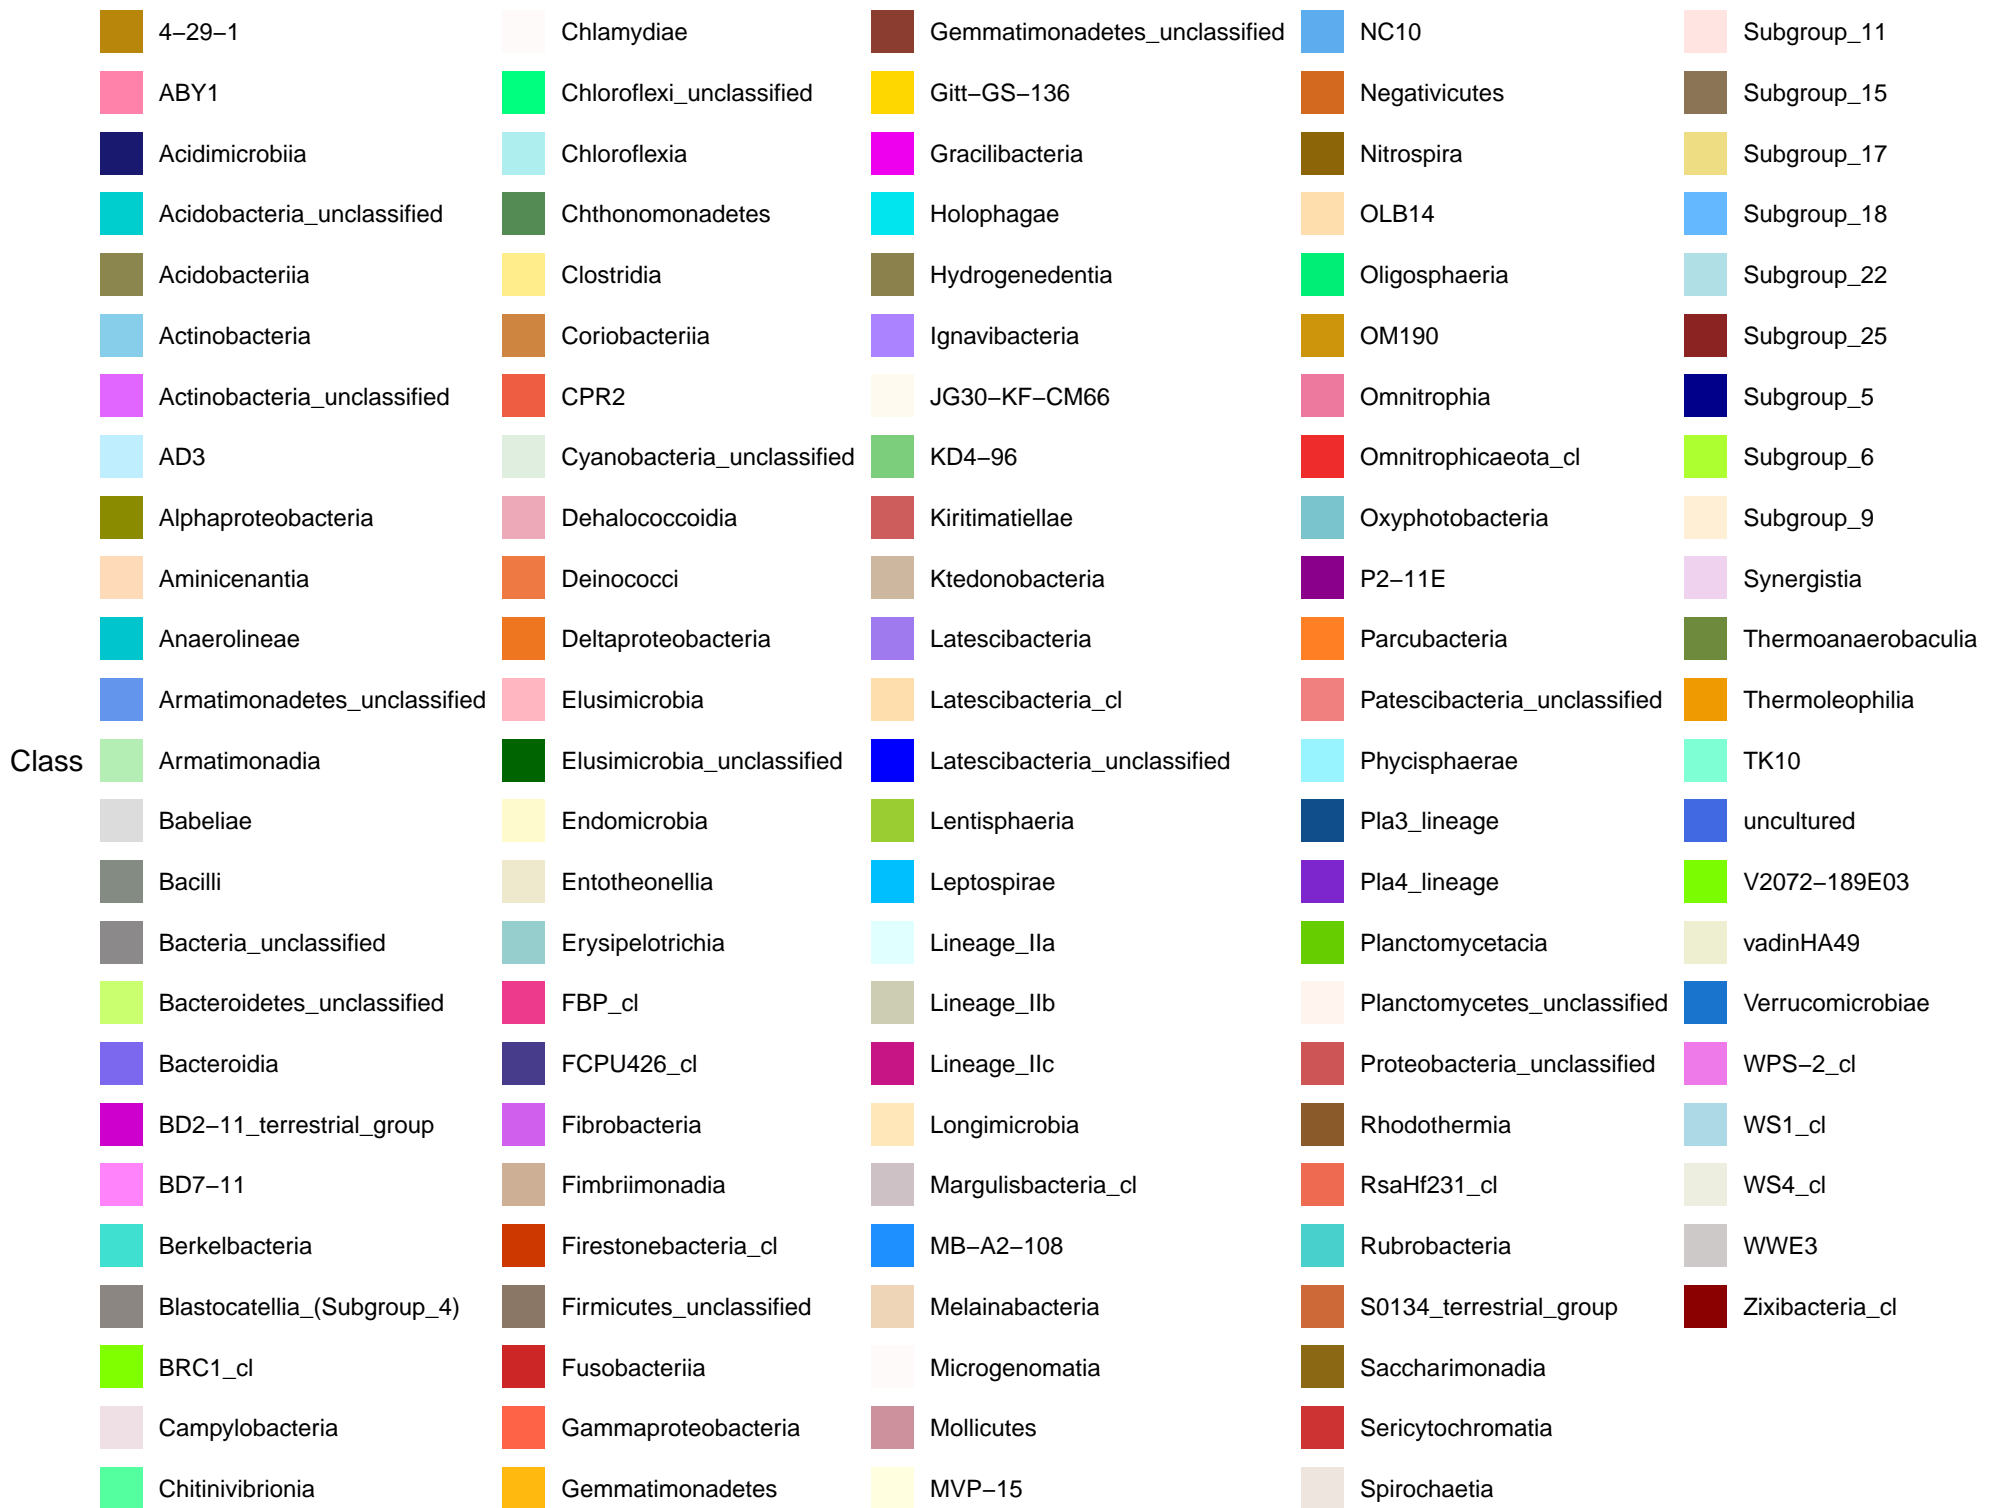 Class
4−29−1
ABY1
Acidimicrobiia
Acidobacteria_unclassified
Acidobacteriia
Actinobacteria
Actinobacteria_unclassified
AD3
Alphaproteobacteria
Aminicenantia
Anaerolineae
Armatimonadetes_unclassified
Armatimonadia
Babeliae
Bacilli
Bacteria_unclassified
Bacteroidetes_unclassified
Bacteroidia
BD2−11_terrestrial_group
BD7−11
Berkelbacteria
Blastocatellia_(Subgroup_4)
BRC1_cl
Campylobacteria
Chitinivibrionia
Chlamydiae
Chloroflexi_unclassified
Chloroflexia
Chthonomonadetes
Clostridia
Coriobacteriia
CPR2
Cyanobacteria_unclassified
Dehalococcoidia
Deinococci
Deltaproteobacteria
Elusimicrobia
Elusimicrobia_unclassified
Endomicrobia
Entotheonellia
Erysipelotrichia
FBP_cl
FCPU426_cl
Fibrobacteria
Fimbriimonadia
Firestonebacteria_cl
Firmicutes_unclassified
Fusobacteriia
Gammaproteobacteria
Gemmatimonadetes
Gemmatimonadetes_unclassified
Gitt−GS−136
Gracilibacteria
Holophagae
Hydrogenedentia
Ignavibacteria
JG30−KF−CM66
KD4−96
Kiritimatiellae
Ktedonobacteria
Latescibacteria
Latescibacteria_cl
Latescibacteria_unclassified
Lentisphaeria
Leptospirae
Lineage_IIa
Lineage_IIb
Lineage_IIc
Longimicrobia
Margulisbacteria_cl
MB−A2−108
Melainabacteria
Microgenomatia
Mollicutes
MVP−15
NC10
Negativicutes
Nitrospira
OLB14
Oligosphaeria
OM190
Omnitrophia
Omnitrophicaeota_cl
Oxyphotobacteria
P2−11E
Parcubacteria
Patescibacteria_unclassified
Phycisphaerae
Pla3_lineage
Pla4_lineage
Planctomycetacia
Planctomycetes_unclassified
Proteobacteria_unclassified
Rhodothermia
RsaHf231_cl
Rubrobacteria
S0134_terrestrial_group
Saccharimonadia
Sericytochromatia
Spirochaetia
Subgroup_11
Subgroup_15
Subgroup_17
Subgroup_18
Subgroup_22
Subgroup_25
Subgroup_5
Subgroup_6
Subgroup_9
Synergistia
Thermoanaerobaculia
Thermoleophilia
TK10
uncultured
V2072−189E03
vadinHA49
Verrucomicrobiae
WPS−2_cl
WS1_cl
WS4_cl
WWE3
Zixibacteria_cl